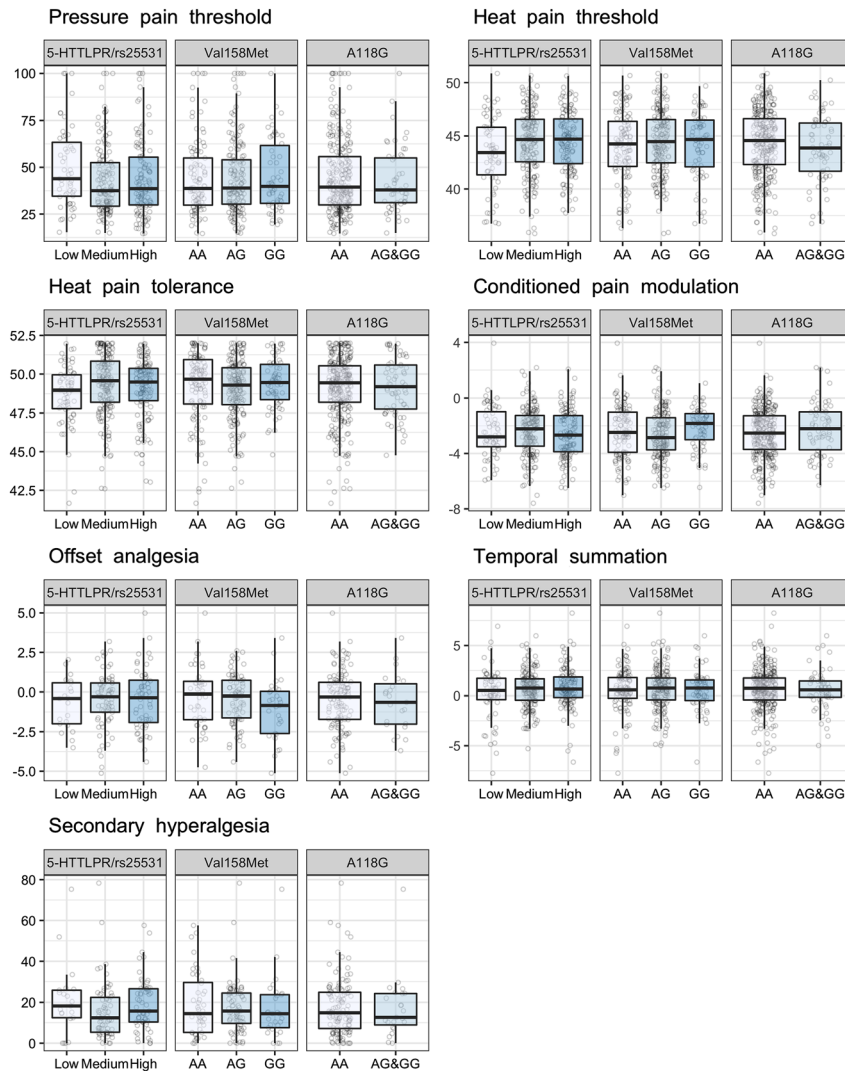 Pressure pain threshold
5-HTTLPR/rs25531 Val158Met A118G
100
75
50
25
Low Medium High AA AG GG AA AG&GG
Heat pain threshold
5-HTTLPR/rs25531 Val158Met A118G
50
45
40
Low Medium High AA AG GG AA AG&GG
Heat pain tolerance
5-HTTLPR/rs25531 Val158Met A118G
52.5
50.0
47.5
45.0
42.5
Low Medium High AA AG GG AA AG&GG
Conditioned pain modulation
5-HTTLPR/rs25531 Val158Met A118G
4
0
-4
-8
Low Medium High AA AG GG AA AG&GG
Offset analgesia
5-HTTLPR/rs25531 Val158Met A118G
5.0
2.5
0.0
-2.5
-5.0
Low Medium High AA AG GG AA AG&GG
Temporal summation
5-HTTLPR/rs25531 Val158Met A118G
5
0
-5
Low Medium High AA AG GG AA AG&GG
Secondary hyperalgesia
5-HTTLPR/rs25531 Val158Met A118G
80
60
40
20
0
Low Medium High AA AG GG AA AG&GG